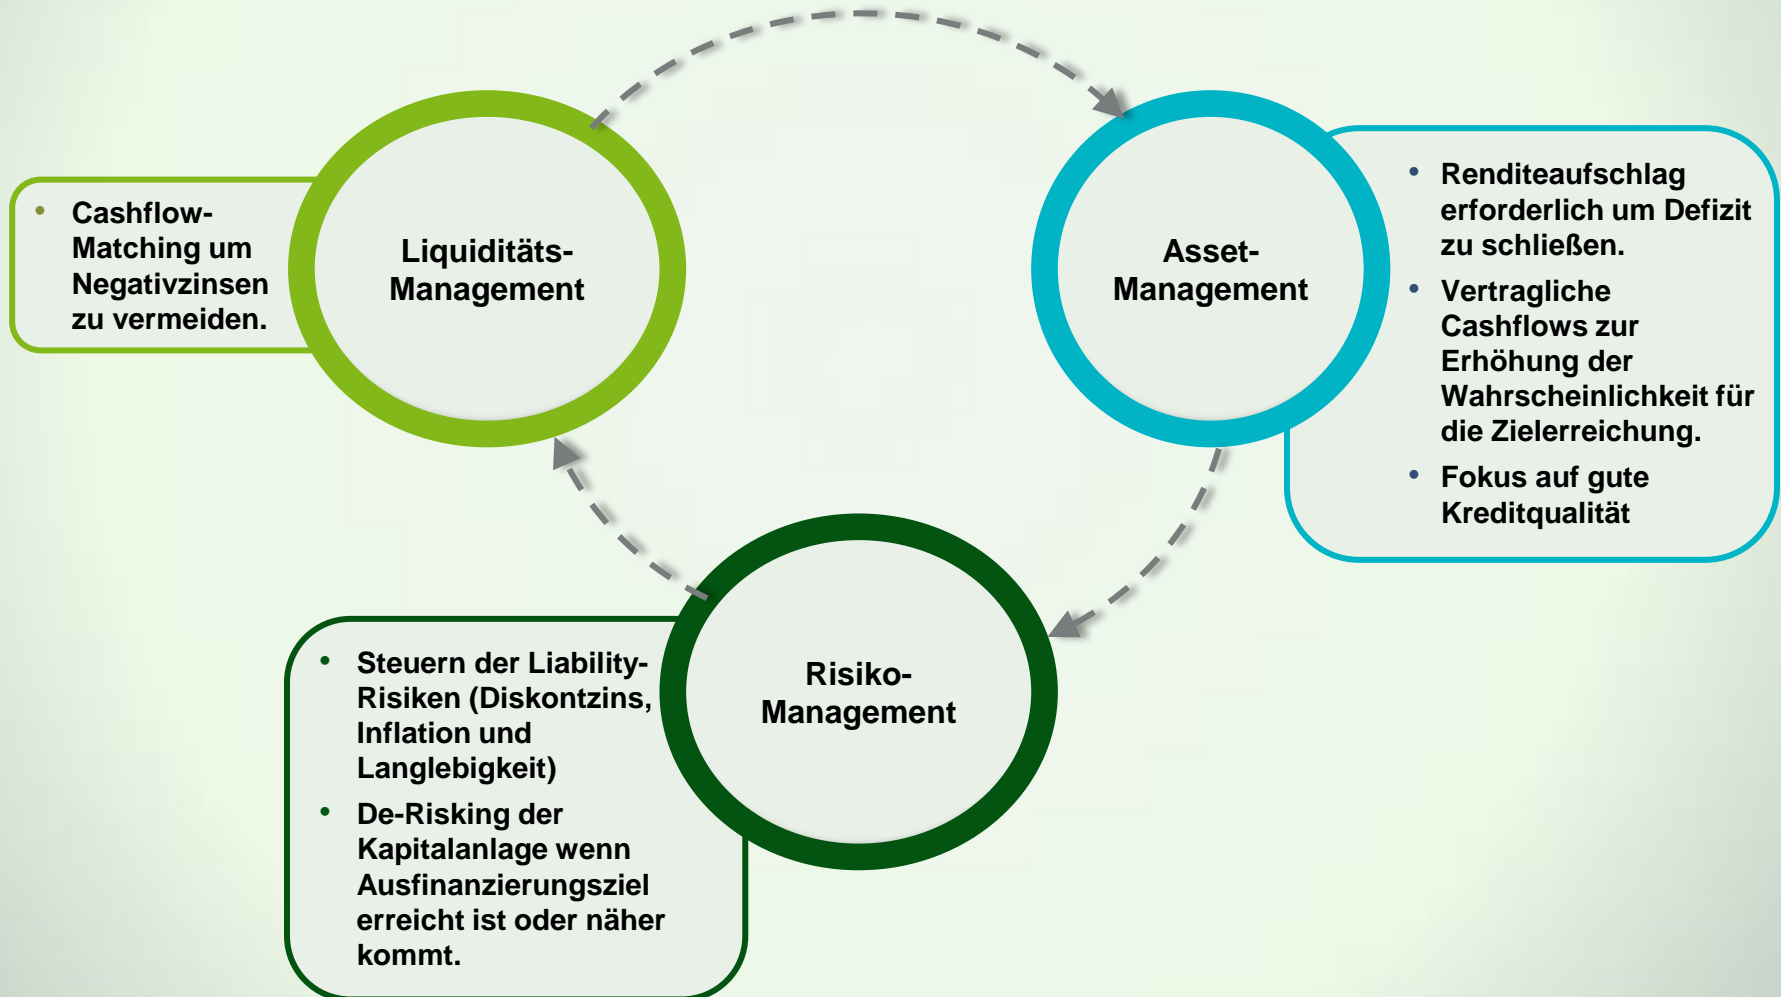 • Cashflow-
Matching um
Negativzinsen
zu vermeiden.
Liquiditäts-
Management
Asset-
Management
• Renditeaufschlag
erforderlich um Defizit
zu schließen.
• Vertragliche
Cashflows zur
Erhöhung der
Wahrscheinlichkeit für
die Zielerreichung.
• Fokus auf gute
Kreditqualität
• Steuern der Liability-
Risiken (Diskontzins,
Inflation und
Langlebigkeit)
• De-Risking der
Kapitalanlage wenn
Ausfinanzierungsziel
erreicht ist oder näher
kommt.
Risiko-
Management